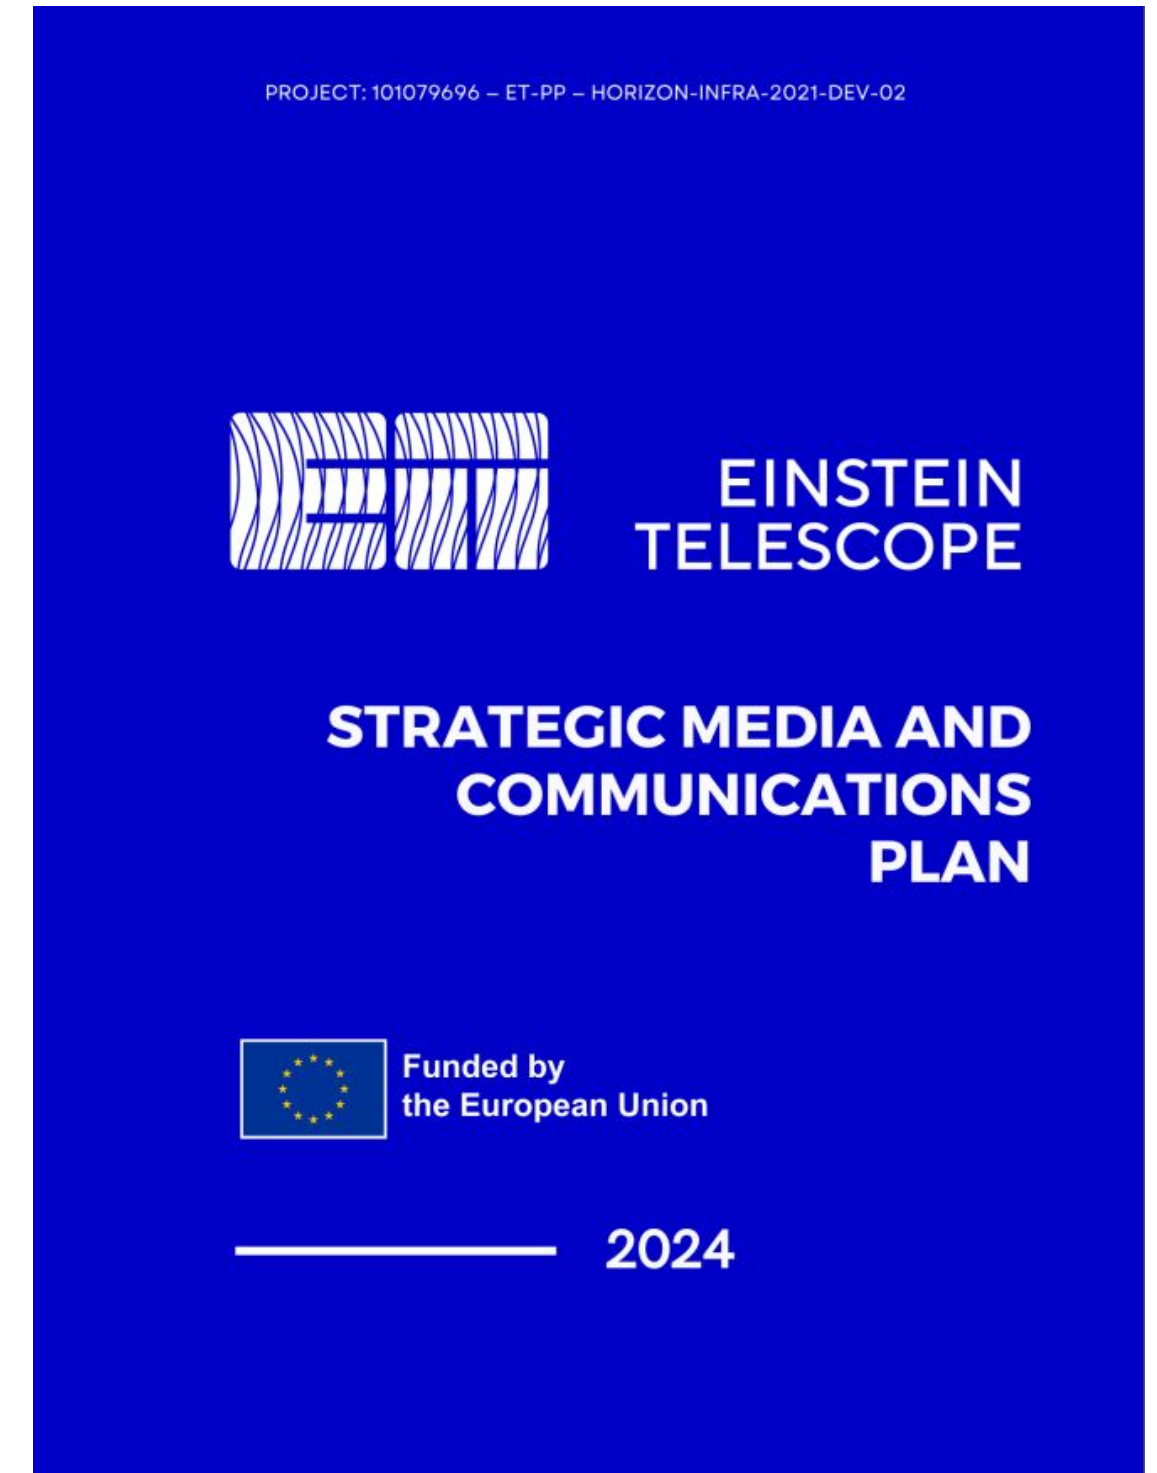 PROJECT: 101079696 – ET-PP – HORIZON-INFRA-2021-DEV-02
ET
EINSTEIN
TELESCOPE
STRATEGIC MEDIA AND
COMMUNICATIONS
PLAN
Funded by
the European Union
2024